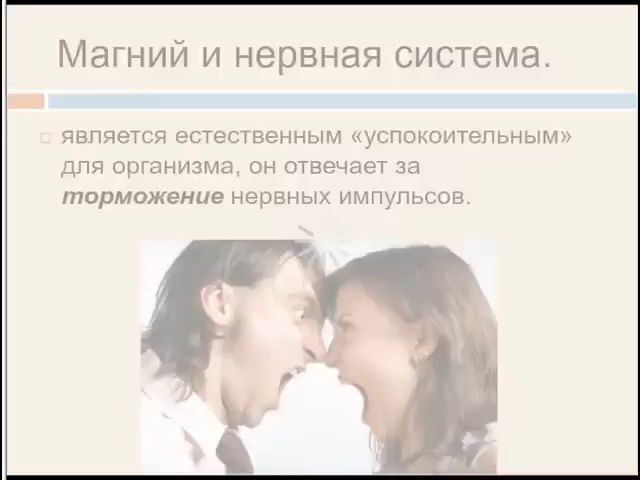 Магний и нервная система.
является естественным «успокоительным»
для организма, он отвечает за
торможение нервных импульсов.